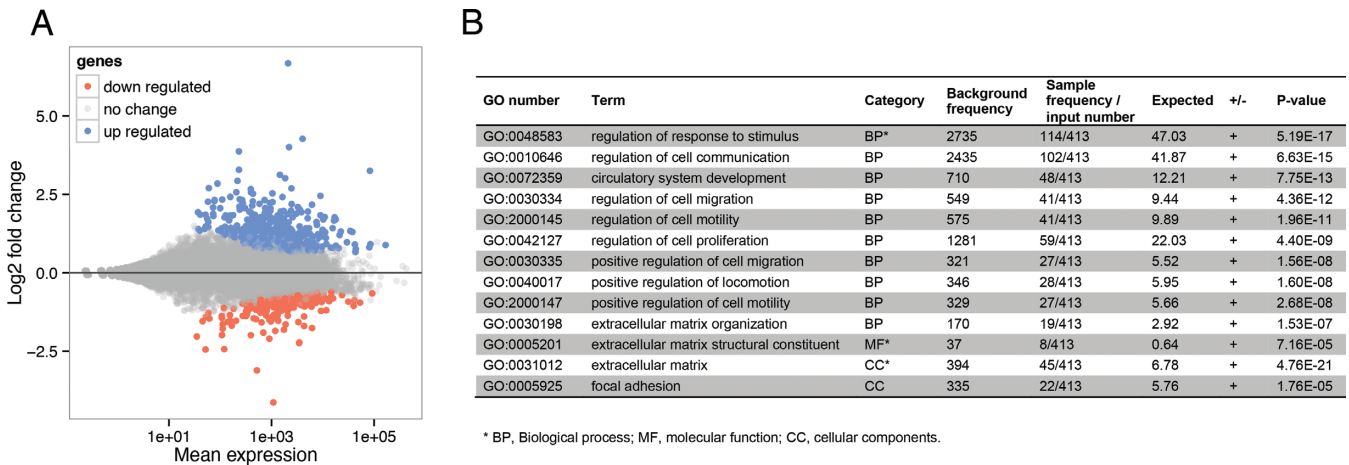 A
genes
down regulated
no change
up regulated
5.0
2.5
0.0
−2.5
Log2 fold change
1e+01 1e+03 1e+05
Mean expression
B
GO number Term Category Background frequency Sample frequency / input number Expected +/- P-value
GO:0048583 regulation of response to stimulus BP* 2735 114/413 47.03 + 5.19E-17
GO:0010646 regulation of cell communication BP 2435 102/413 41.87 + 6.63E-15
GO:0072359 circulatory system development BP 710 48/413 12.21 + 7.75E-13
GO:0030334 regulation of cell migration BP 549 41/413 9.44 + 4.36E-12
GO:2000145 regulation of cell motility BP 575 41/413 9.89 + 1.96E-11
GO:0042127 regulation of cell proliferation BP 1281 59/413 22.03 + 4.40E-09
GO:0030335 positive regulation of cell migration BP 321 27/413 5.52 + 1.56E-08
GO:0040017 positive regulation of locomotion BP 346 28/413 5.95 + 1.60E-08
GO:2000147 positive regulation of cell motility BP 329 27/413 5.66 + 2.68E-08
GO:0030198 extracellular matrix organization BP 170 19/413 2.92 + 1.53E-07
GO:0005201 extracellular matrix structural constituent MF* 37 8/413 0.64 + 7.16E-05
GO:0031012 extracellular matrix CC* 394 45/413 6.78 + 4.76E-21
GO:0005925 focal adhesion CC 335 22/413 5.76 + 1.76E-05
* BP, Biological process; MF, molecular function; CC, cellular components.